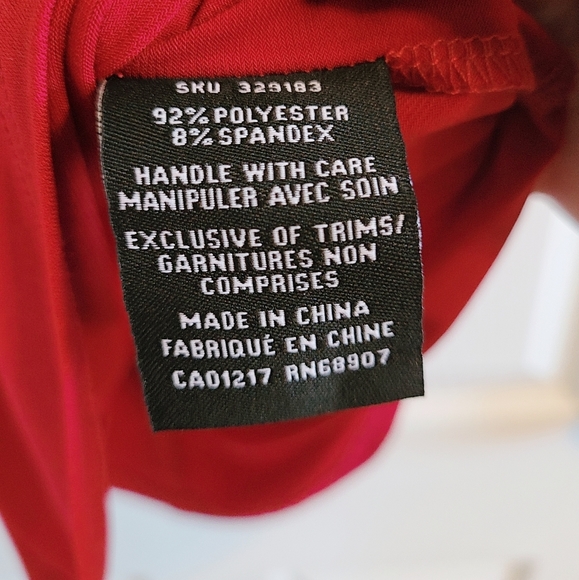 SKU 329183
92% POLYESTER
8% SPANDEX
HANDLE WITH CARE
MANIPULER AVEC SOIN
EXCLUSIVE OF TRIMS/
GARNITURES NON
COMPRISES
MADE IN CHINA
FABRIQUÉ EN CHINE
CA01217 RN68907